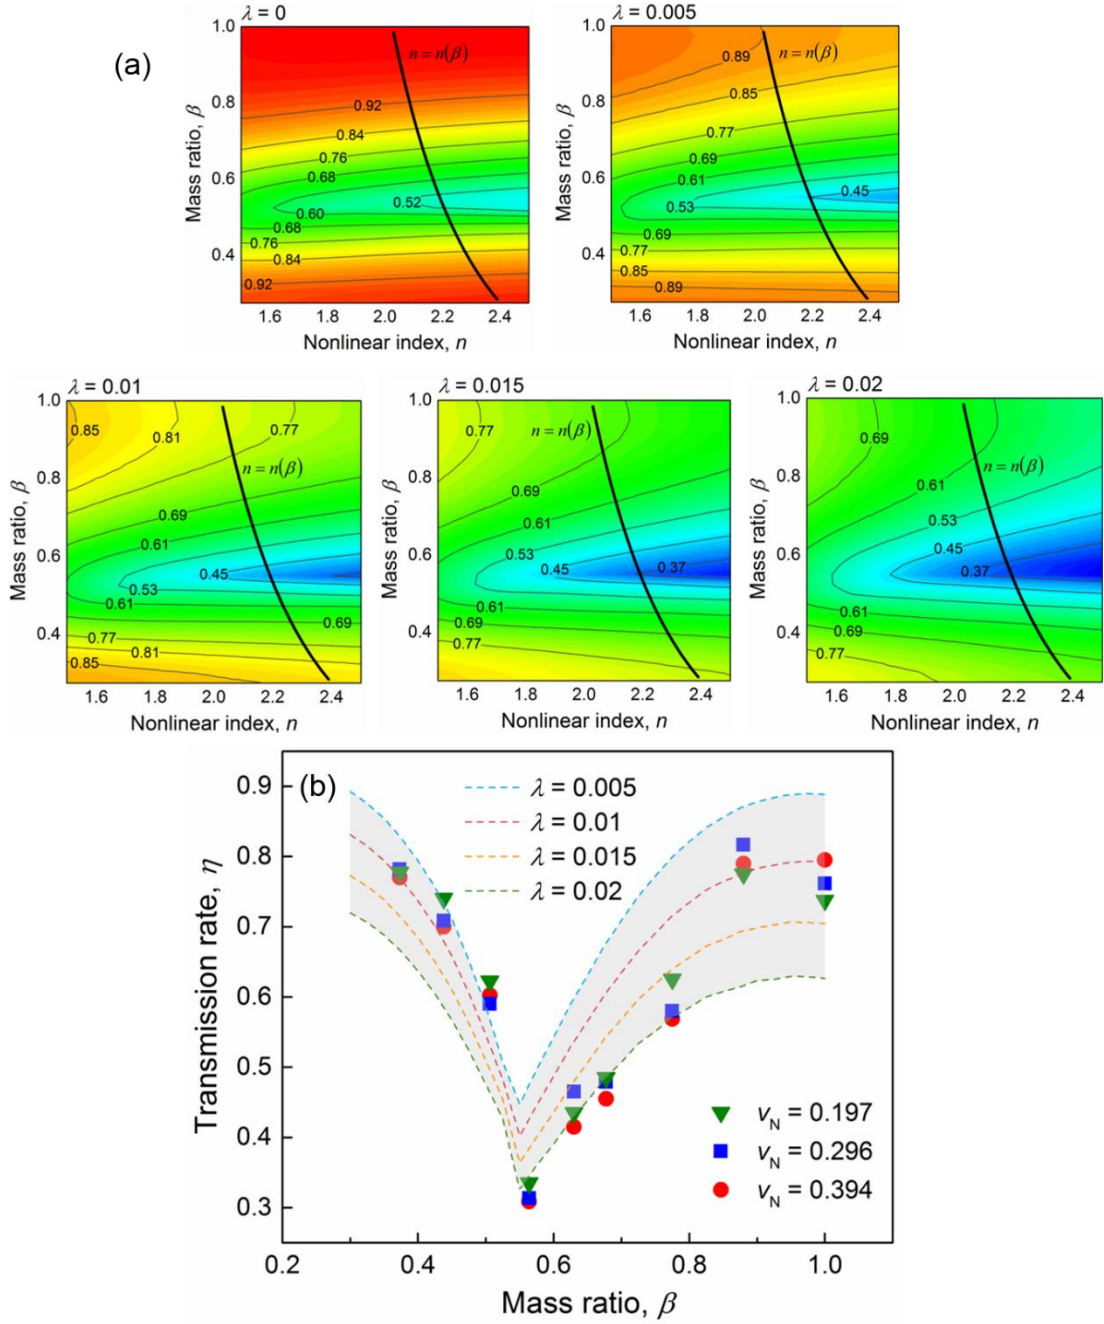 (a)
λ = 0
1.0
0.8
0.6
0.4
Mass ratio, β
n = n(β)
0.92
0.84
0.76
0.68
0.52
0.60
0.68
0.76
0.84
0.92
1.6 1.8 2.0 2.2 2.4
Nonlinear index, n
λ = 0.005
1.0
0.8
0.6
0.4
Mass ratio, β
n = n(β)
0.89
0.85
0.77
0.69
0.61
0.45
0.53
0.69
0.77
0.85
0.89
1.6 1.8 2.0 2.2 2.4
Nonlinear index, n
λ = 0.01
1.0
0.8
0.6
0.4
Mass ratio, β
0.85
0.81
0.77
n = n(β)
0.69
0.61
0.45
0.53
0.61
0.69
0.77
0.81
0.85
1.6 1.8 2.0 2.2 2.4
Nonlinear index, n
λ = 0.015
1.0
0.8
0.6
0.4
Mass ratio, β
0.77
n = n(β)
0.69
0.61
0.53
0.45
0.37
0.61
0.69
0.77
1.6 1.8 2.0 2.2 2.4
Nonlinear index, n
λ = 0.02
1.0
0.8
0.6
0.4
Mass ratio, β
0.69
n = n(β)
0.61
0.53
0.45
0.37
0.61
0.69
0.77
1.6 1.8 2.0 2.2 2.4
Nonlinear index, n
(b)
0.9
0.8
0.7
0.6
0.5
0.4
0.3
Transmission rate, η
λ = 0.005
λ = 0.01
λ = 0.015
λ = 0.02
vN = 0.197
vN = 0.296
vN = 0.394
0.2 0.4 0.6 0.8 1.0
Mass ratio, β